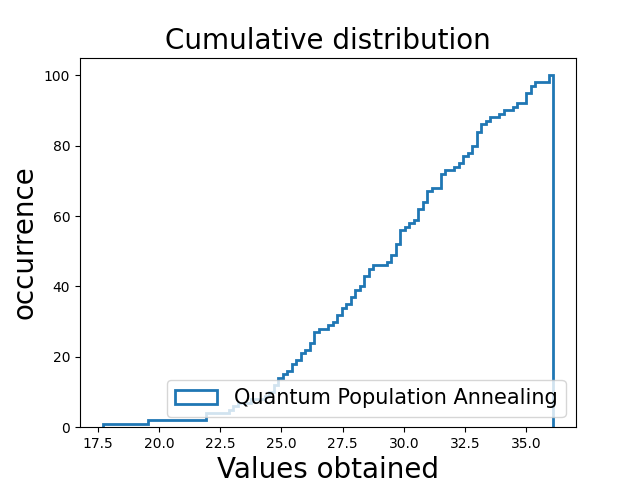 Cumulative distribution
100
80
60
40
20
0
occurrence
Quantum Population Annealing
17.5 20.0 22.5 25.0 27.5 30.0 32.5 35.0
Values obtained